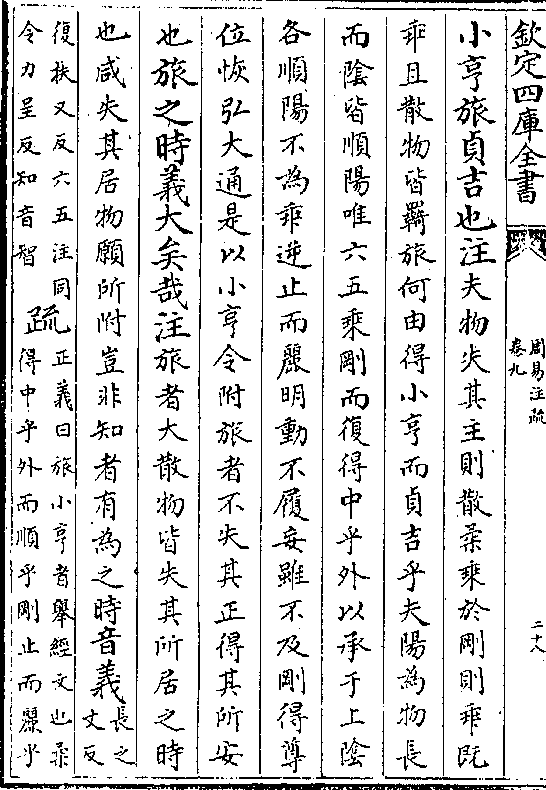 欽定四庫全書
周易注疏
卷九
二十八
小亨旅貞吉也注夫物失其主則散柔乘於剛則乖既
乖且散物皆羇旅何由得小亨而貞吉乎夫陽為物長
而陰皆順陽唯六五乘剛而復得中乎外以承于上陰
各順陽不為乖逆止而麗明動不履妄雖不及剛得尊
位恢弘大通是以小亨令附旅者不失其正得其所安
也旅之時義大矣哉注旅者大散物皆失其所居之時
也咸失其居物願所附豈非知者有為之時音義長之
丈反
復扶又反六五注同
令力呈反知音智
疏正義曰旅小亨者舉經文也柔
得中乎外而順乎剛止而麗乎